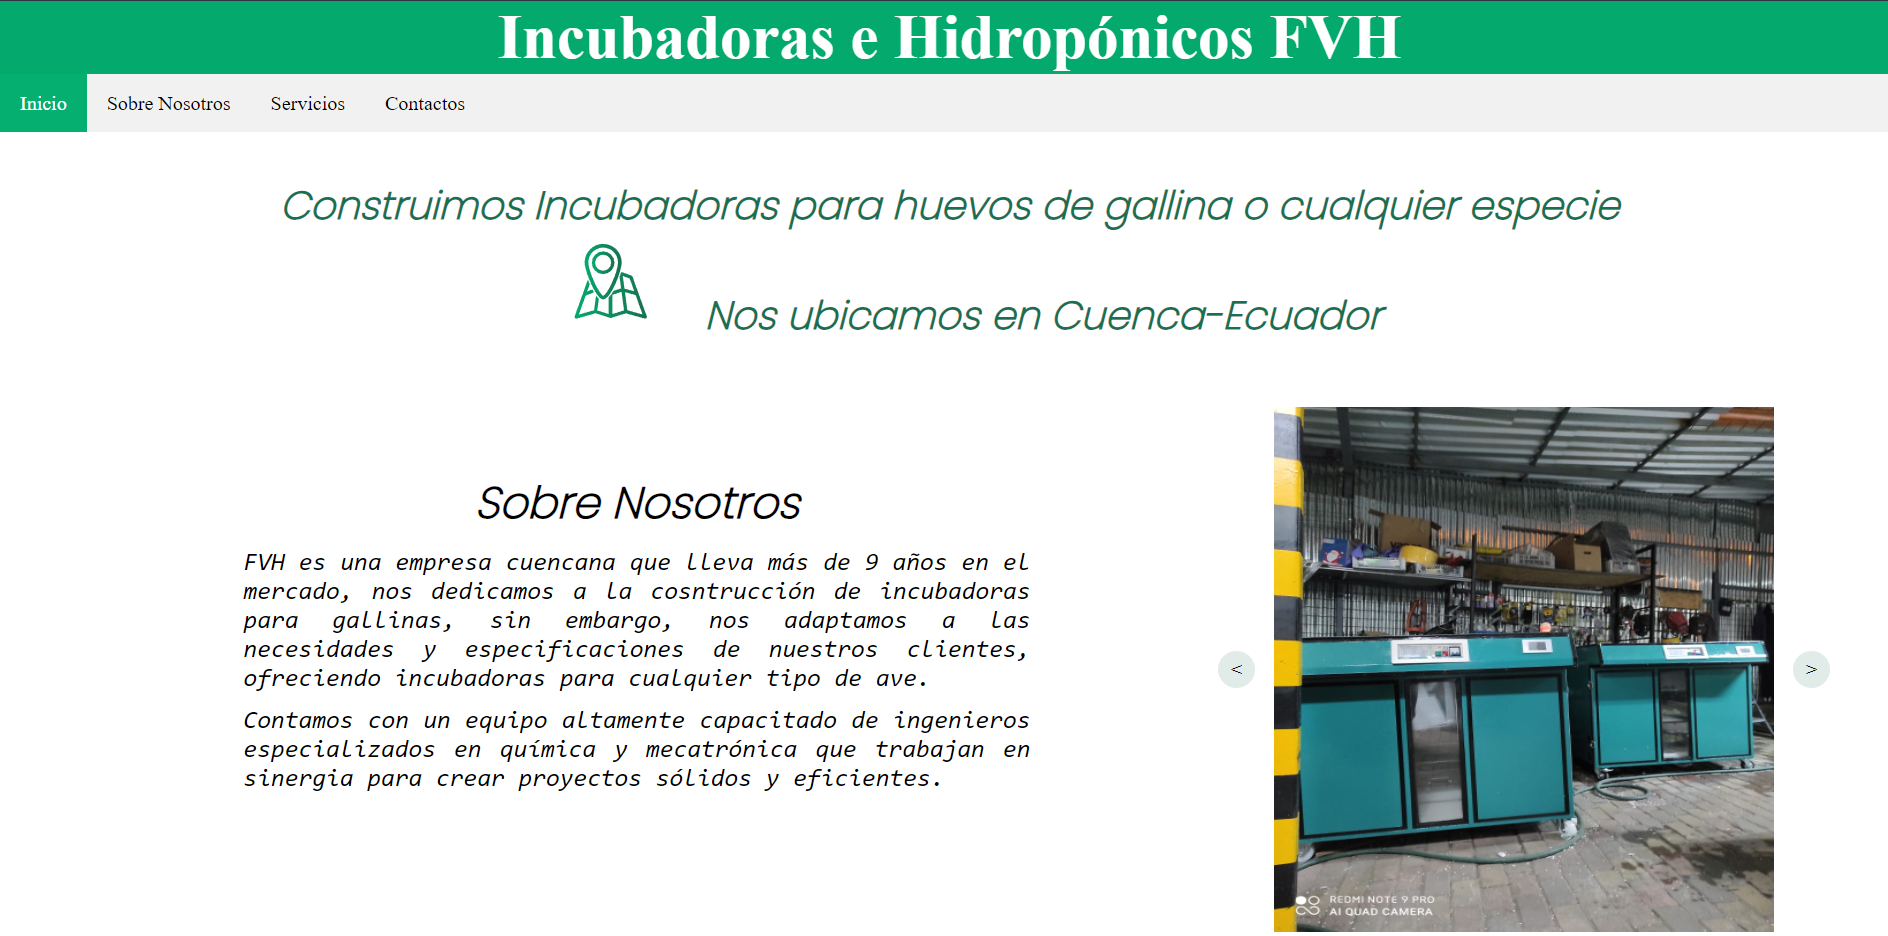 Incubadoras e Hidropónicos FVH
Inicio
Sobre Nosotros
Servicios
Contactos
Construimos Incubadoras para huevos de gallina o cualquier especie
Nos ubicamos en Cuenca-Ecuador
Sobre Nosotros
FVH es una empresa cuencana que lleva más de 9 años en el
mercado, nos dedicamos a la cosntrucción de incubadoras
para gallinas, sin embargo, nos adaptamos a las
necesidades y especificaciones de nuestros clientes,
ofreciendo incubadoras para cualquier tipo de ave.
Contamos con un equipo altamente capacitado de ingenieros
especializados en química y mecatrónica que trabajan en
sinergia para crear proyectos sólidos y eficientes.
<
>
REDMI NOTE 9 PRO
AI QUAD CAMERA